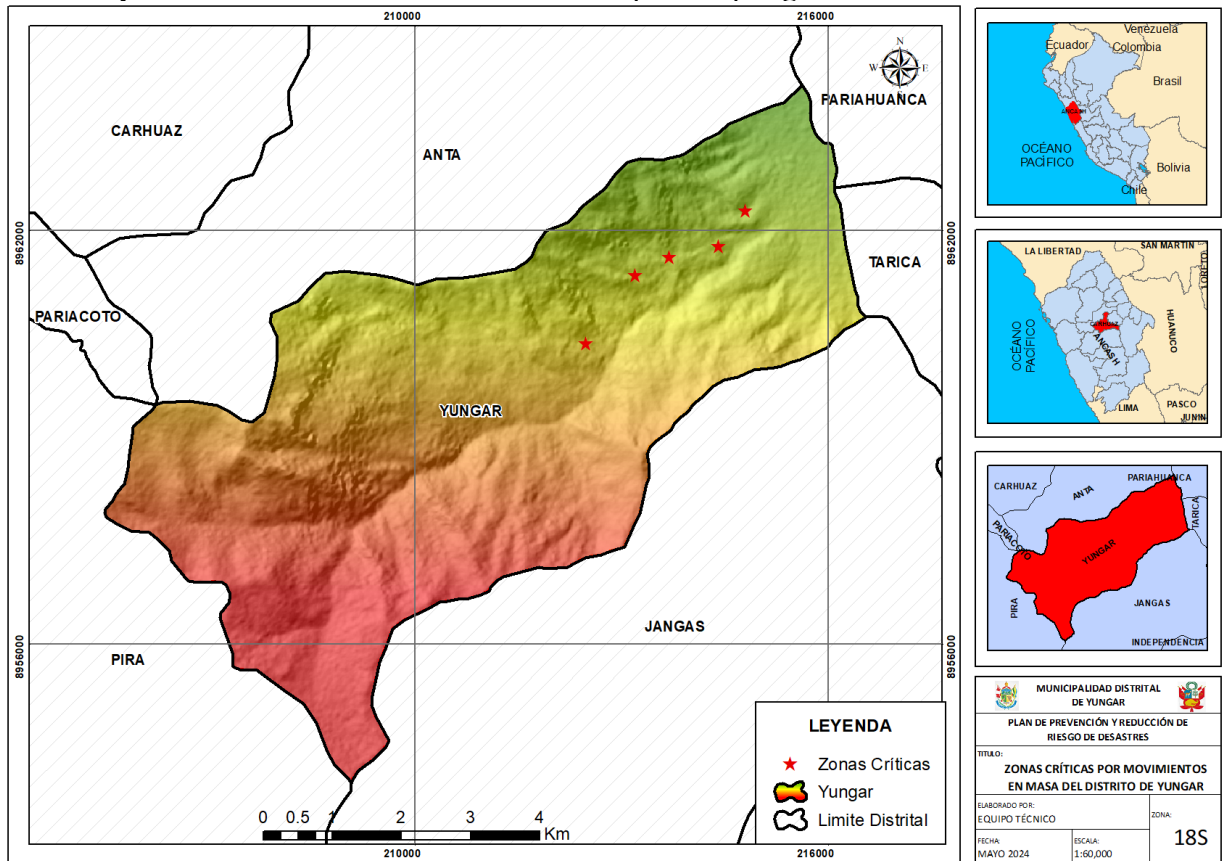 210000
216000
N
W
E
S
CARHUAZ
ANTA
PARIAHUANCA
8962000
8962000
TARICA
PARIACOTO
YUNGAR
JANGAS
PIRA
8956000
8956000
LEYENDA
Zonas Críticas
Yungar
Limite Distrital
0 0.5 1 2 3 4
Km
210000
216000
Venezuela
Ecuador
Colombia
Brasil
ANCASH
OCÉANO
PACÍFICO
Bolivia
Chile
LA LIBERTAD
SAN MARTIN
LORETO
HUANUCO
CARHUAZ
OCÉANO
PACÍFICO
ANCASH
LIMA
PASCO
JUNIN
CARHUAZ
PARIAHUANCA
ANTA
TARICA
PARIACOTO
YUNGAR
PIRA
JANGAS
INDEPENDENCIA
MUNICIPALIDAD DISTRITAL
DE YUNGAR
PLAN DE PREVENCIÓN Y REDUCCIÓN DE
RIESGO DE DESASTRES
TITULO:
ZONAS CRÍTICAS POR MOVIMIENTOS
EN MASA DEL DISTRITO DE YUNGAR
ELABORADO POR:
EQUIPO TÉCNICO
ZONA:
18S
FECHA:
MAYO 2024
ESCALA:
1:60,000